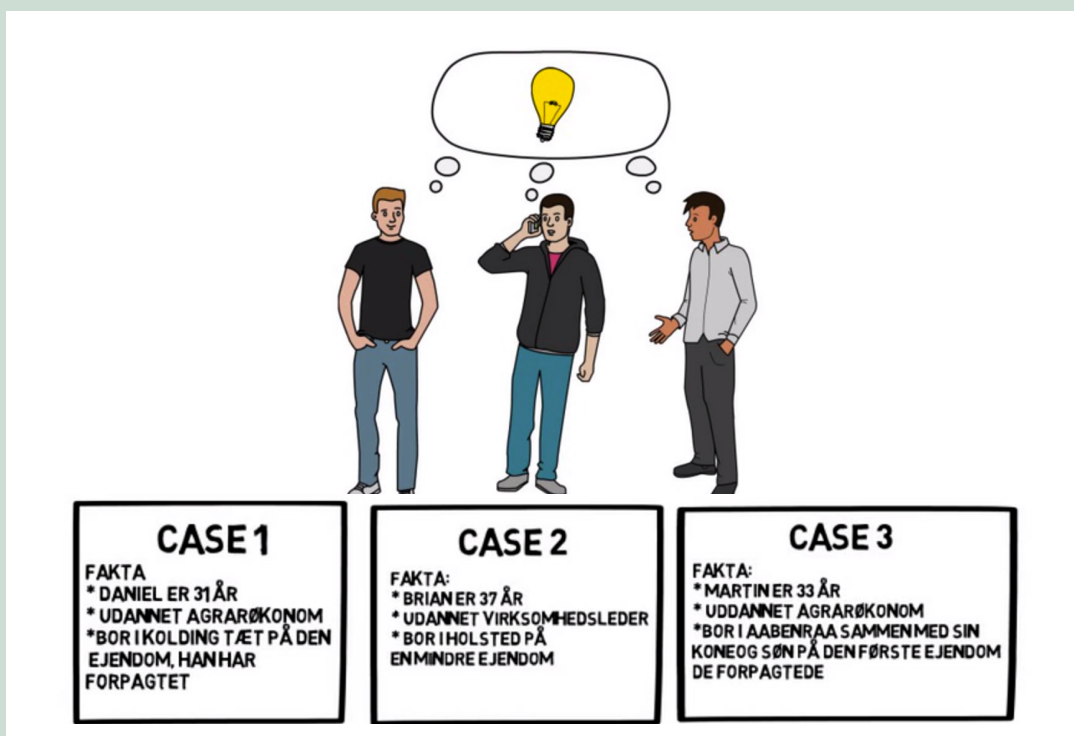 CASE 1
FAKTA
* DANIEL ER 31 ÅR
* UDANNET AGRARØKONOM
*BOR I KOLDING TÆT PÅ DEN
EJENDOM, HAN HAR
FORPAGTET
CASE 2
FAKTA:
* BRIAN ER 37 ÅR
* UDANNET VIRKSOMHEDSLEDER
* BOR I HOLSTED PÅ
EN MINDRE EJENDOM
CASE 3
FAKTA:
* MARTIN ER 33 ÅR
* UDDANNET AGRARØKONOM
*BOR I AABENRAA SAMMEN MED SIN
KONE OG SØN PÅ DEN FØRSTE EJENDOM
DE FORPAGTEDE